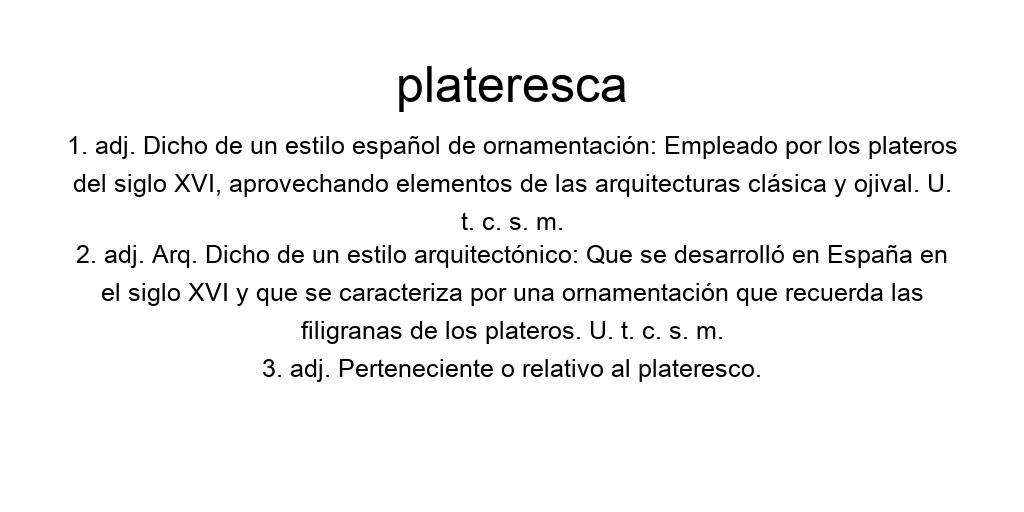 plateresca
1. adj. Dicho de un estilo español de ornamentación: Empleado por los plateros
del siglo XVI, aprovechando elementos de las arquitecturas clásica y ojival. U.
t. c. s. m.
2. adj. Arq. Dicho de un estilo arquitectónico: Que se desarrolló en España en
el siglo XVI y que se caracteriza por una ornamentación que recuerda las
filigranas de los plateros. U. t. c. s. m.
3. adj. Perteneciente o relativo al plateresco.